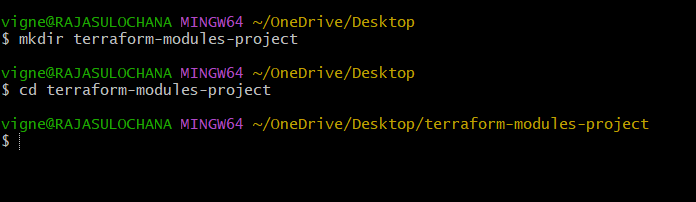 vigne@RAJASULOCHANA MINGW64 ~/OneDrive/Desktop
$ mkdir terraform-modules-project
vigne@RAJASULOCHANA MINGW64 ~/OneDrive/Desktop
$ cd terraform-modules-project
vigne@RAJASULOCHANA MINGW64 ~/OneDrive/Desktop/terraform-modules-project
$